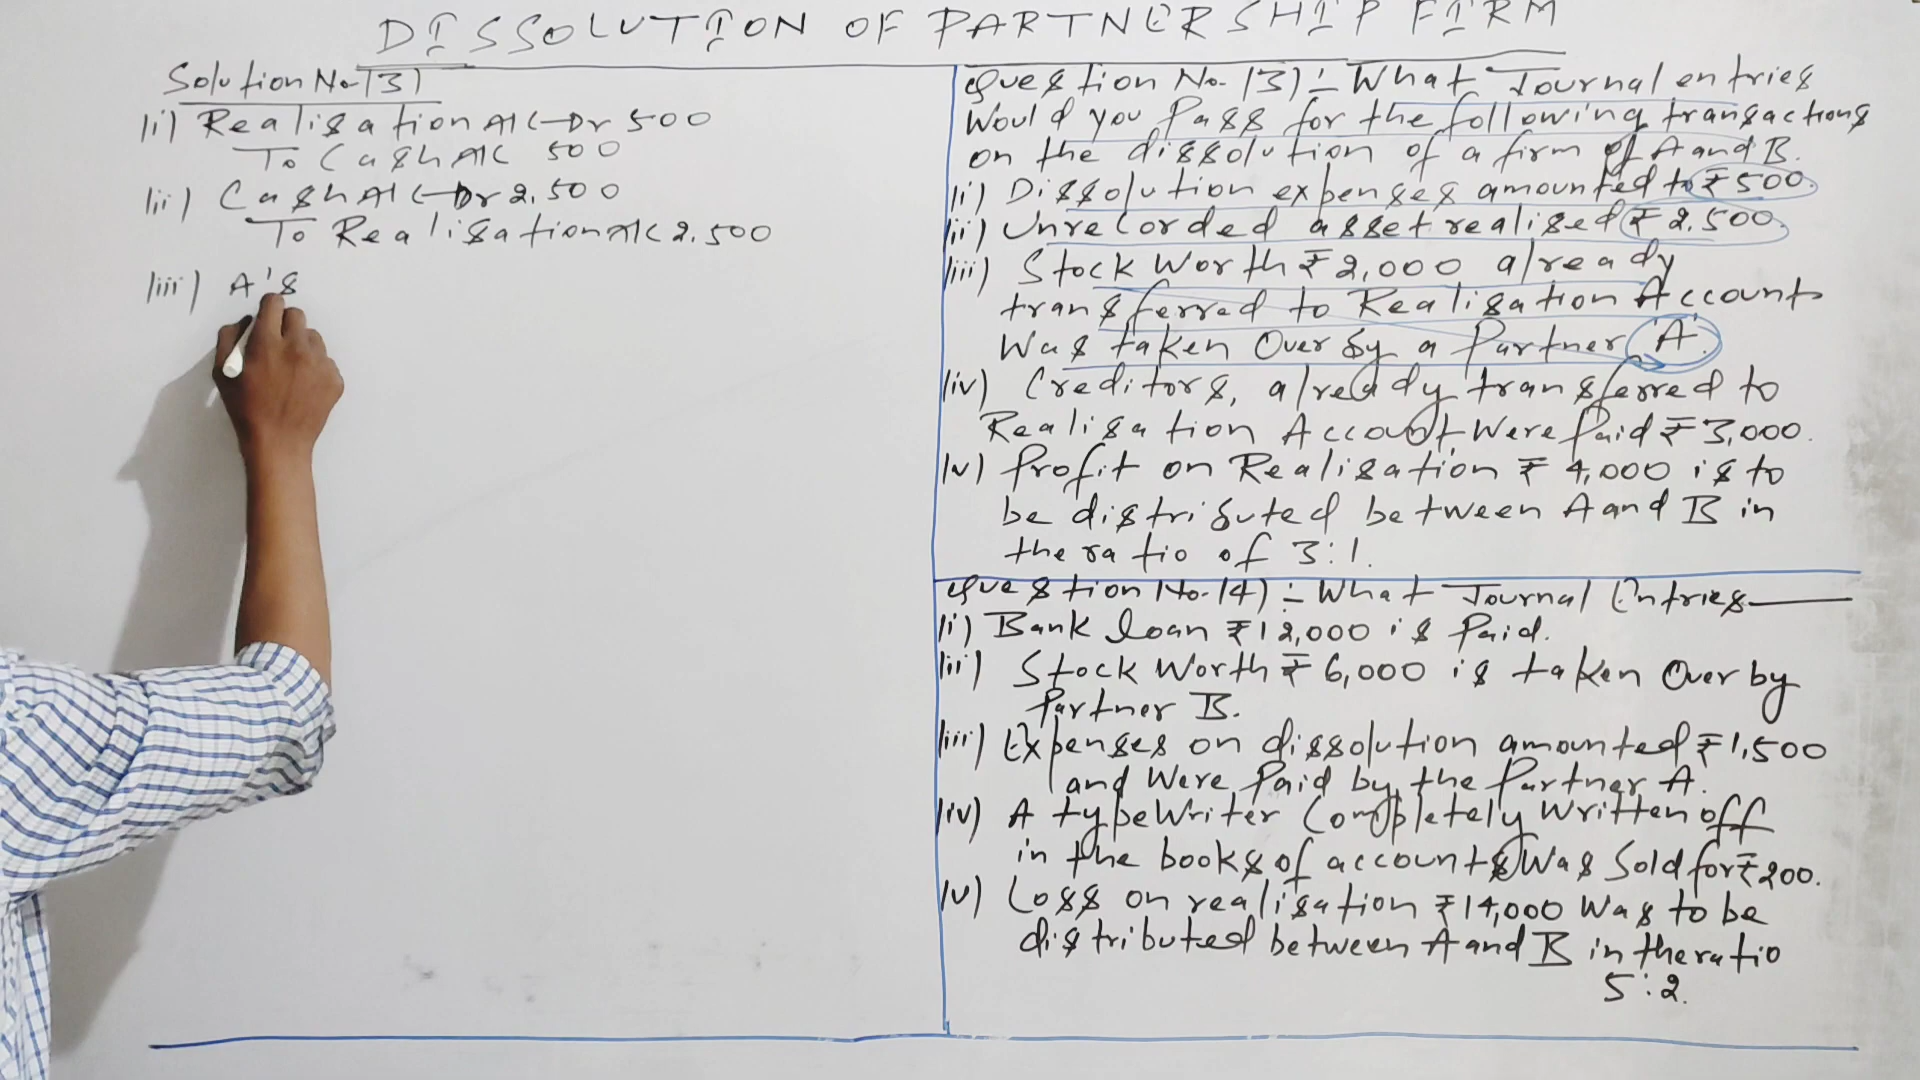 DISSOLUTION OF PARTNERSHIP FIRM
Solution No-13)
(i) Realisation A/C-Dr 500
To Cash A/C 500
(ii) Cash A/C-Dr 2,500
To Realisation A/C 2,500
(iii) A's
Question No. 13):- What Journal entries
Would you Pass for the following transactions
on the dissolution of a firm of A and B.
(i) Dissolution expenses amounted to ₹500.
(ii) Unrecorded asset realised ₹2,500.
(iii) Stock Worth ₹2,000 already
transferred to Realisation Account
Was taken Over by a Partner 'A'.
(iv) Creditors, already transferred to
Realisation Account Were Paid ₹3,000.
(v) Profit on Realisation ₹4,000 is to
be distributed between A and B in
the ratio of 3:1.
Question No.14):- What Journal Entries
(i) Bank Loan ₹12,000 is Paid.
(ii) Stock Worth ₹6,000 is taken Over by
Partner B.
(iii) Expenses on dissolution amounted ₹1,500
and Were Paid by the Partner A.
(iv) A typeWriter Completely Written off
in the books of accounts Was Sold for ₹200.
(v) Loss on realisation ₹14,000 Was to be
distributed between A and B in the ratio
5:2.